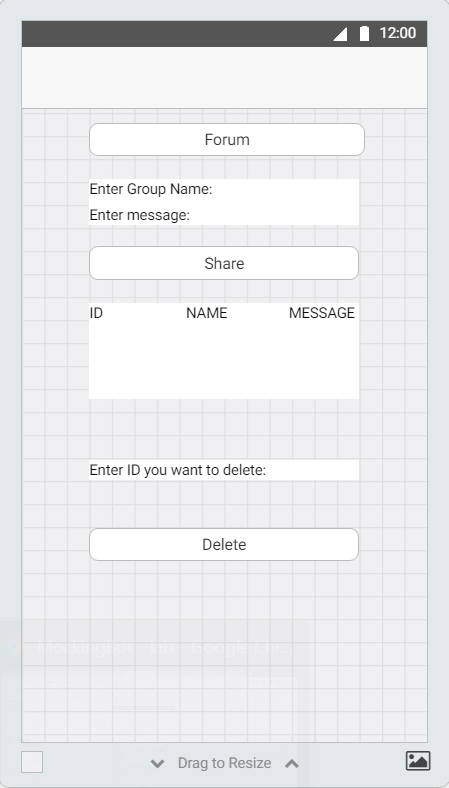 12:00
Forum
Enter Group Name:
Enter message:
Share
ID NAME MESSAGE
Enter ID you want to delete:
Delete
Drag to Resize